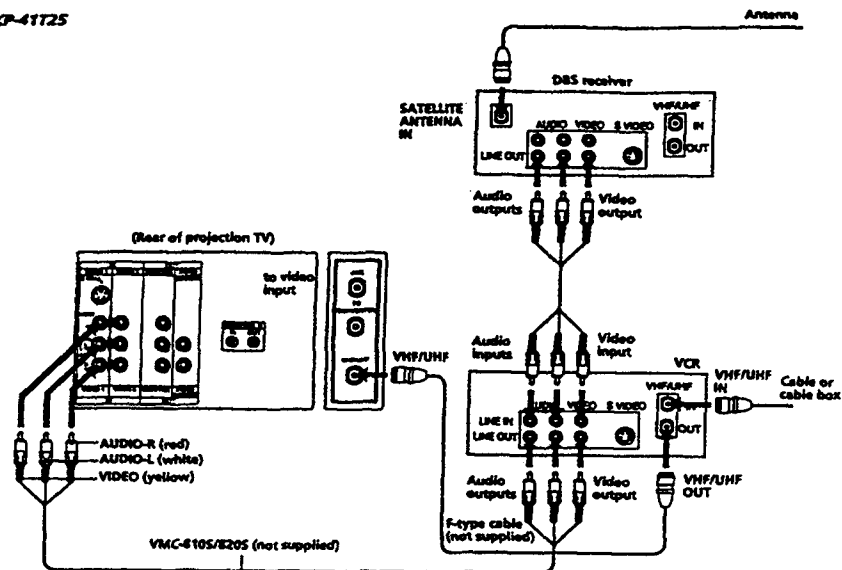 KP-41T25
Antenna
DBS receiver
SATELLITE
ANTENNA
IN
AUDIO VIDEO S VIDEO
VHF/UHF
IN
OUT
LINE OUT
Audio
outputs
Video
output
(Rear of projection TV)
to video
input
VHF/UHF
Audio
inputs
Video
input
VCR
VHF/UHF
IN
Cable or
cable box
VHF/UHF
AUDIO VIDEO S VIDEO
LINE IN
LINE OUT
OUT
AUDIO-R (red)
AUDIO-L (white)
VIDEO (yellow)
Audio
outputs
Video
output
VHF/UHF
OUT
F-type cable
(not supplied)
VMC-810S/820S (not supplied)